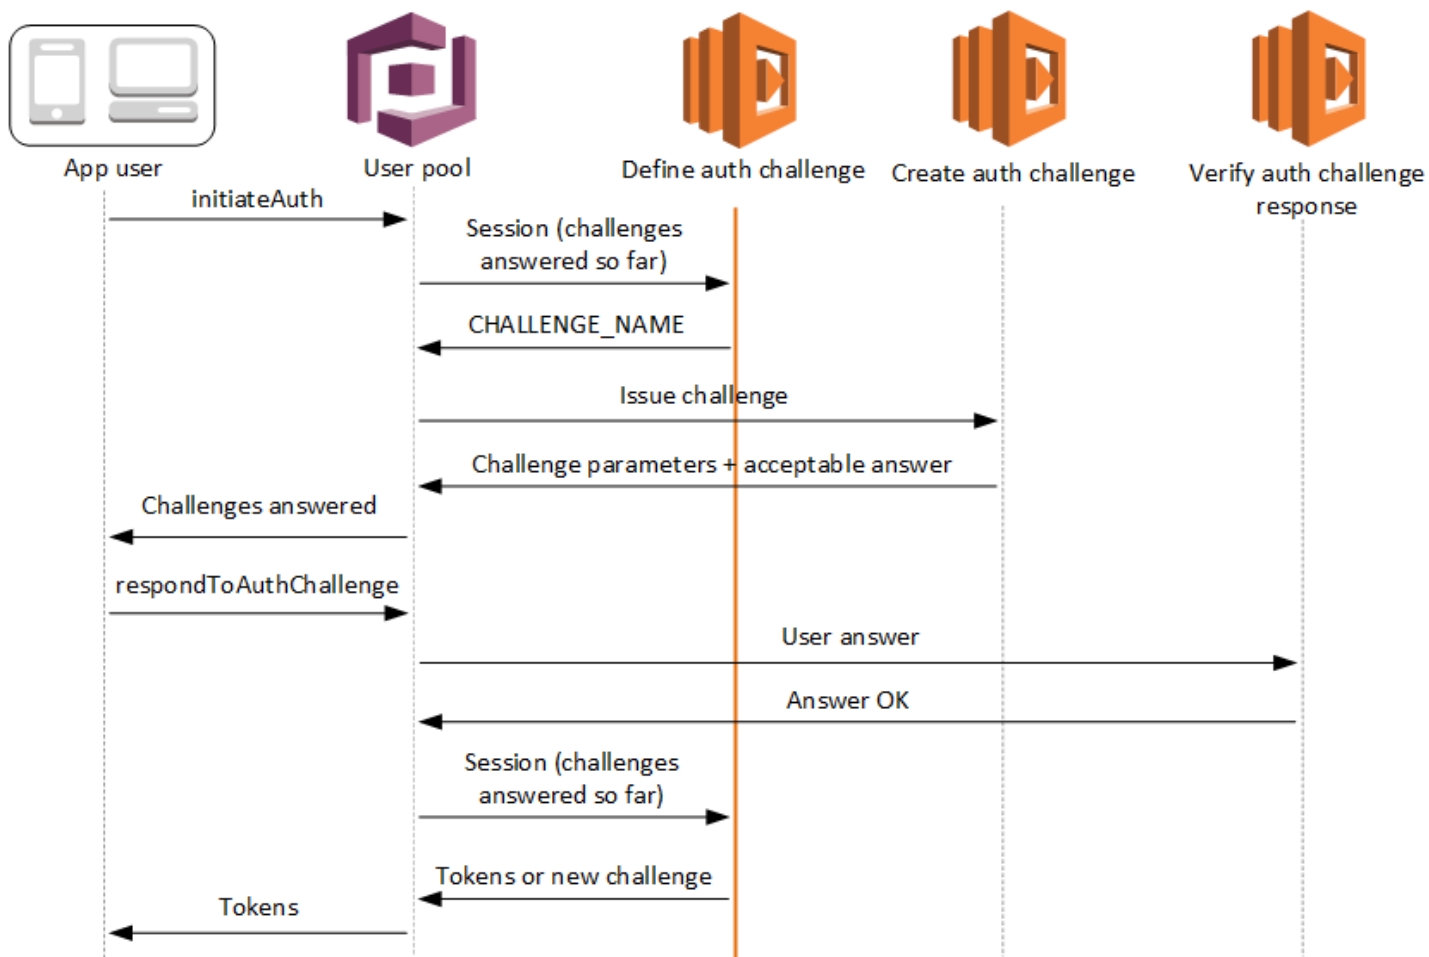 App user
User pool
Define auth challenge
Create auth challenge
Verify auth challenge
response
initiateAuth
Session (challenges
answered so far)
CHALLENGE_NAME
Issue challenge
Challenge parameters + acceptable answer
Challenges answered
respondToAuthChallenge
User answer
Answer OK
Session (challenges
answered so far)
Tokens or new challenge
Tokens